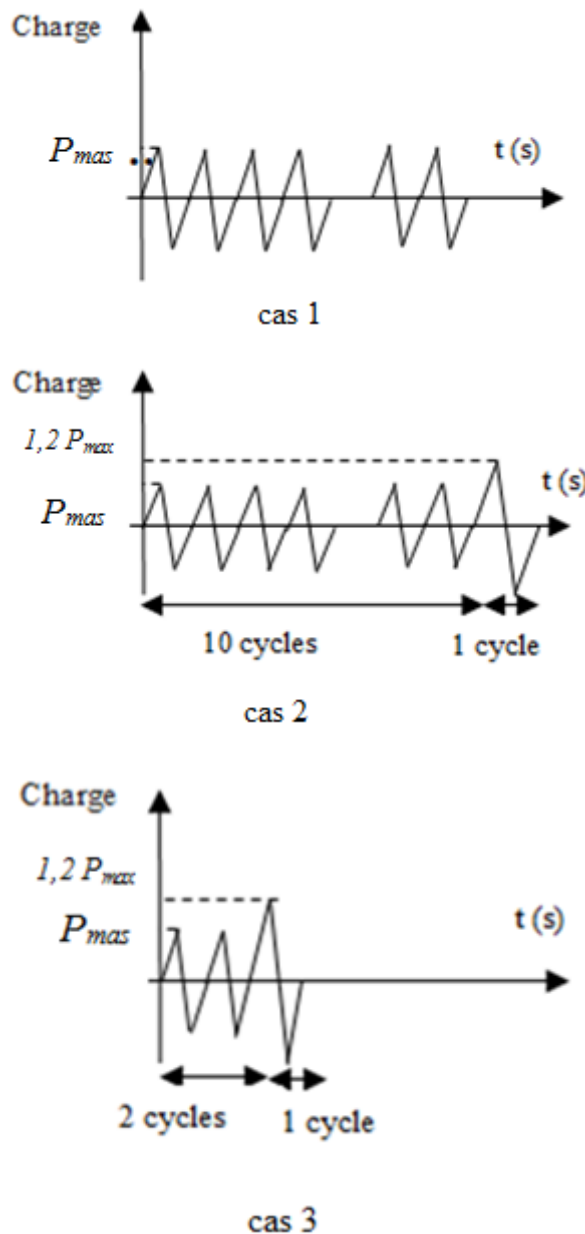 Charge
Pmas
t (s)
cas 1
Charge
1,2 Pmax
t (s)
Pmas
10 cycles
1 cycle
cas 2
Charge
1,2 Pmax
Pmas
t (s)
2 cycles
1 cycle
cas 3